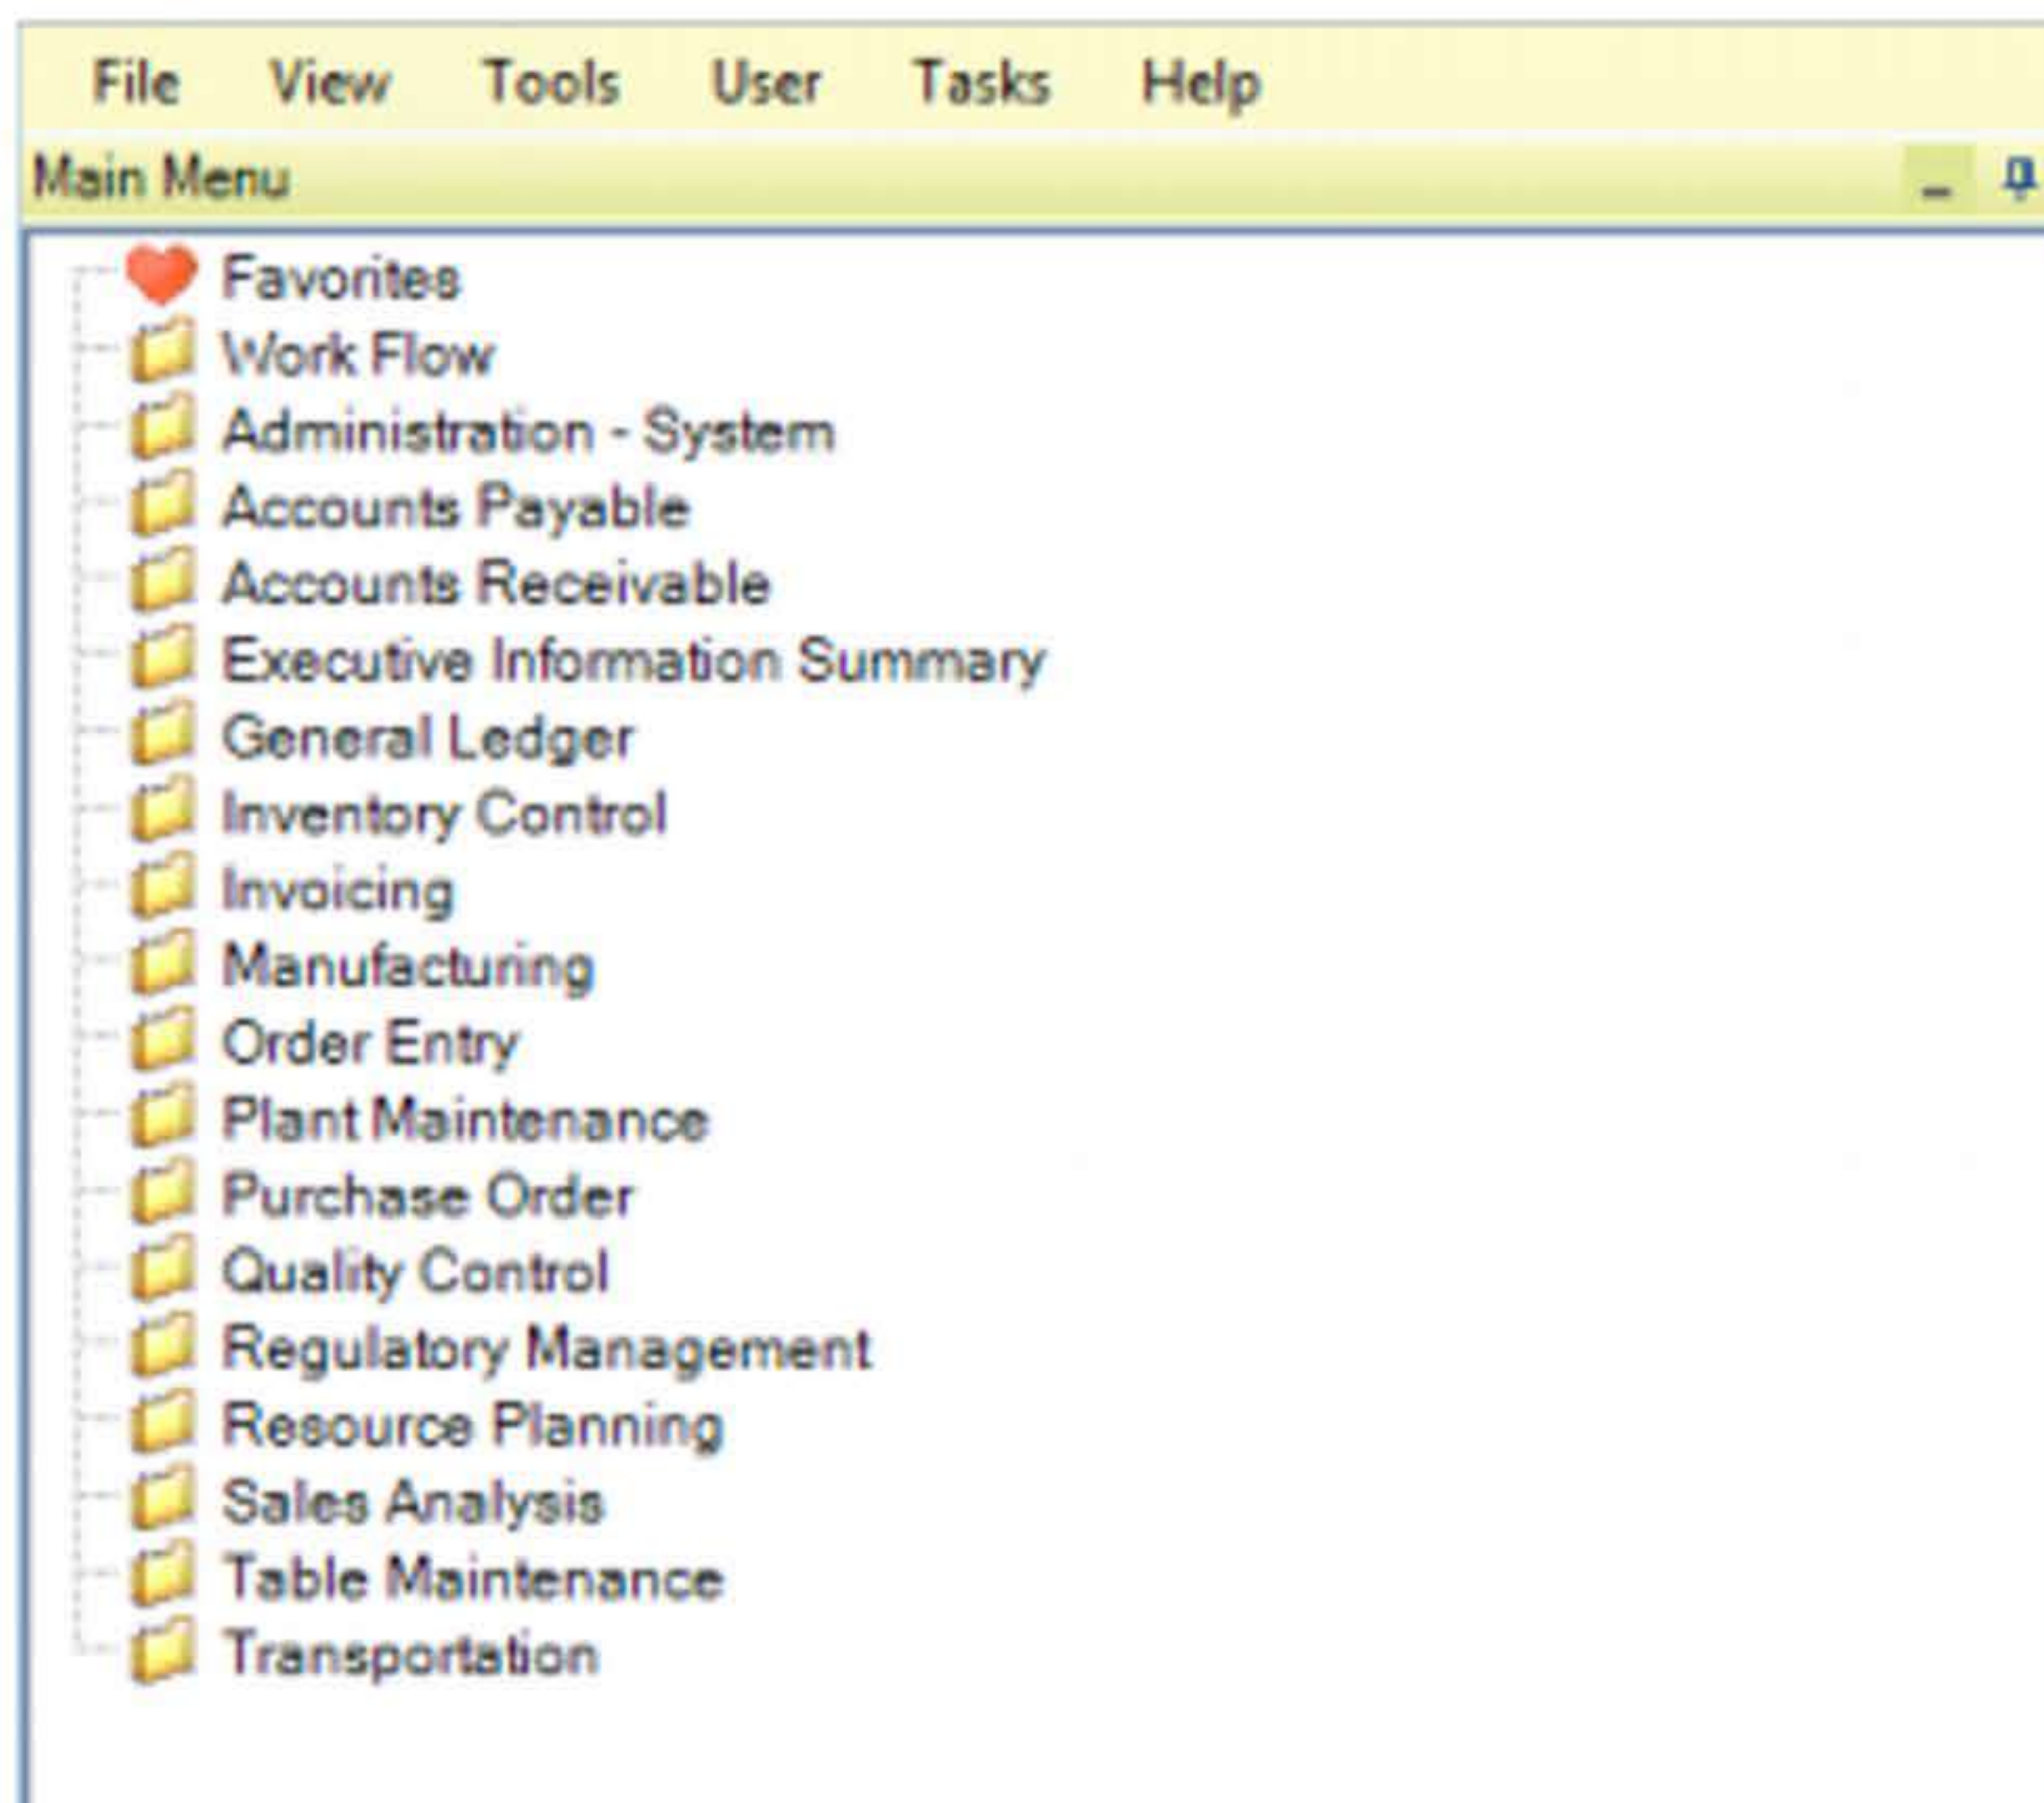 File View Tools User Tasks Help
Main Menu
Favorites
Work Flow
Administration - System
Accounts Payable
Accounts Receivable
Executive Information Summary
General Ledger
Inventory Control
Invoicing
Manufacturing
Order Entry
Plant Maintenance
Purchase Order
Quality Control
Regulatory Management
Resource Planning
Sales Analysis
Table Maintenance
Transportation